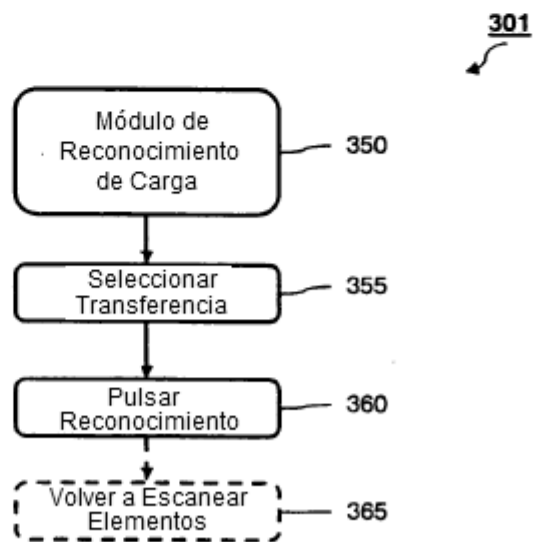 301
Módulo de
Reconocimiento
de Carga
350
Seleccionar
Transferencia
355
Pulsar
Reconocimiento
360
Volver a Escanear
Elementos
365